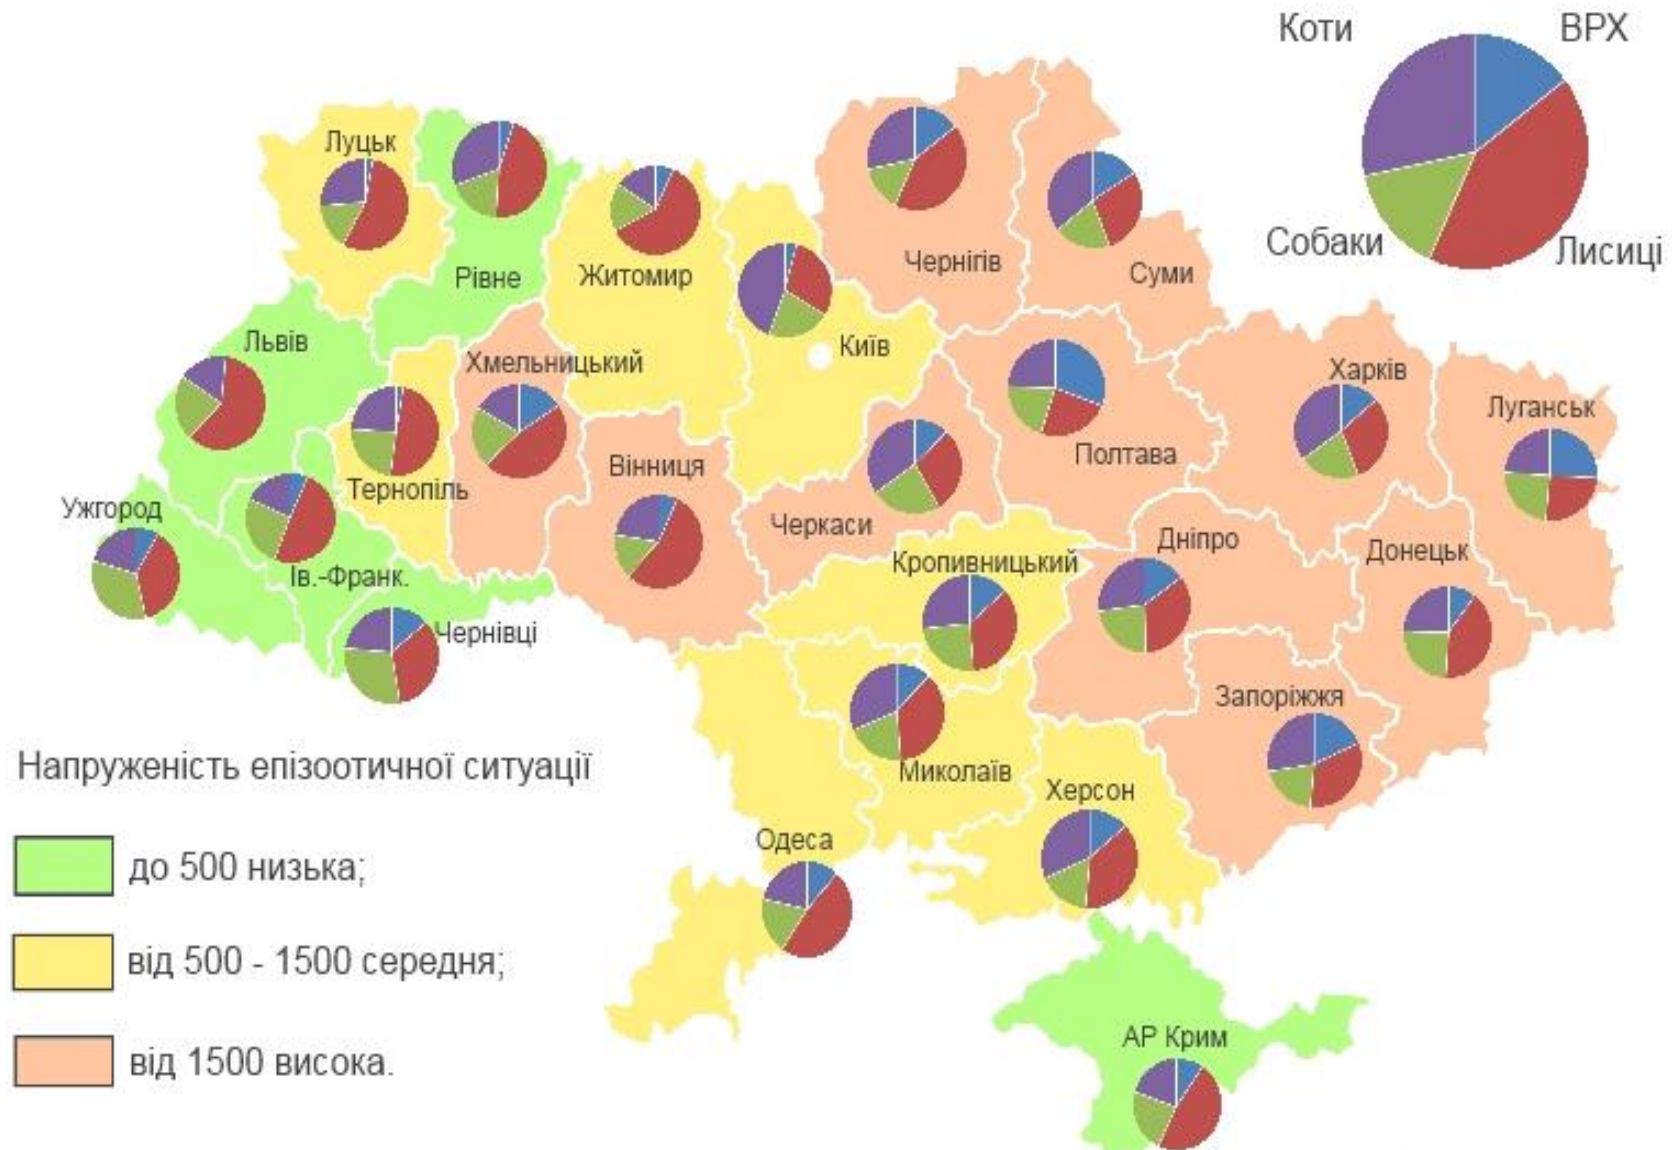 Коти
ВРХ
Собаки
Лисиці
Луцьк
Рівне
Житомир
Чернігів
Суми
Львів
Хмельницький
Київ
Харків
Луганськ
Полтава
Вінниця
Тернопіль
Ужгород
Черкаси
Дніпро
Донецьк
Кропивницький
Ів.-Франк.
Чернівці
Запоріжжя
Миколаїв
Херсон
Одеса
АР Крим
Напруженість епізоотичної ситуації
до 500 низька;
від 500 - 1500 середня;
від 1500 висока.